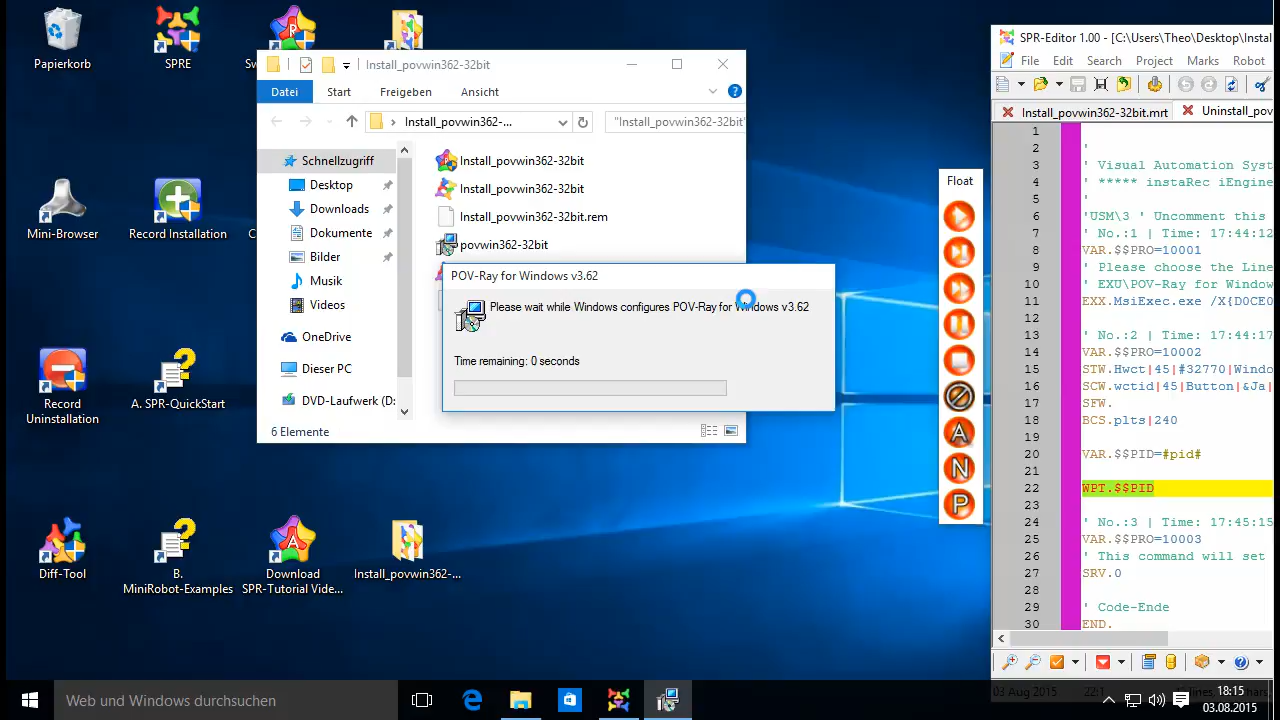 Papierkorb
SPRE
Mini-Browser
Record Installation
Record
Uninstallation
A. SPR-QuickStart
Diff-Tool
B.
MiniRobot-Examples
Download
SPR-Tutorial Vide...
Install_povwin362-...
Install_povwin362-32bit
Datei
Start
Freigeben
Ansicht
Install_povwin362-...
"Install_povwin362-32bit"
Schnellzugriff
Desktop
Downloads
Dokumente
Bilder
Musik
Videos
OneDrive
Dieser PC
DVD-Laufwerk (D:
Install_povwin362-32bit
Install_povwin362-32bit
Install_povwin362-32bit.rem
povwin362-32bit
6 Elemente
POV-Ray for Windows v3.62
Please wait while Windows configures POV-Ray for Windows v3.62
Time remaining: 0 seconds
Float
A
N
P
SPR-Editor 1.00 - [C:\Users\Theo\Desktop\Instal
File Edit Search Project Marks Robot
Install_povwin362-32bit.mrt
Uninstall_pov
1
2 '
3 ' Visual Automation Syst
4 ' ***** instaRec iEngine
5 '
6 'USM\3 ' Uncomment this
7 ' No.:1 | Time: 17:44:12
8 VAR.$$PRO=10001
9 ' Please choose the Line
10 ' EXU\POV-Ray for Window
11 EXX.MsiExec.exe /X{D0CE0
12
13 ' No.:2 | Time: 17:44:17
14 VAR.$$PRO=10002
15 STW.Hwct|45|#32770|Windo
16 SCW.wctid|45|Button|&Ja|
17 SFW.
18 BCS.plts|240
19
20 VAR.$$PID=#pid#
21
22 WPT.$$PID
23
24 ' No.:3 | Time: 17:45:15
25 VAR.$$PRO=10003
26 ' This command will set
27 SRV.0
28
29 ' Code-Ende
30 END.
03 Aug 2015
22:1
Web und Windows durchsuchen
18:15
03.08.2015